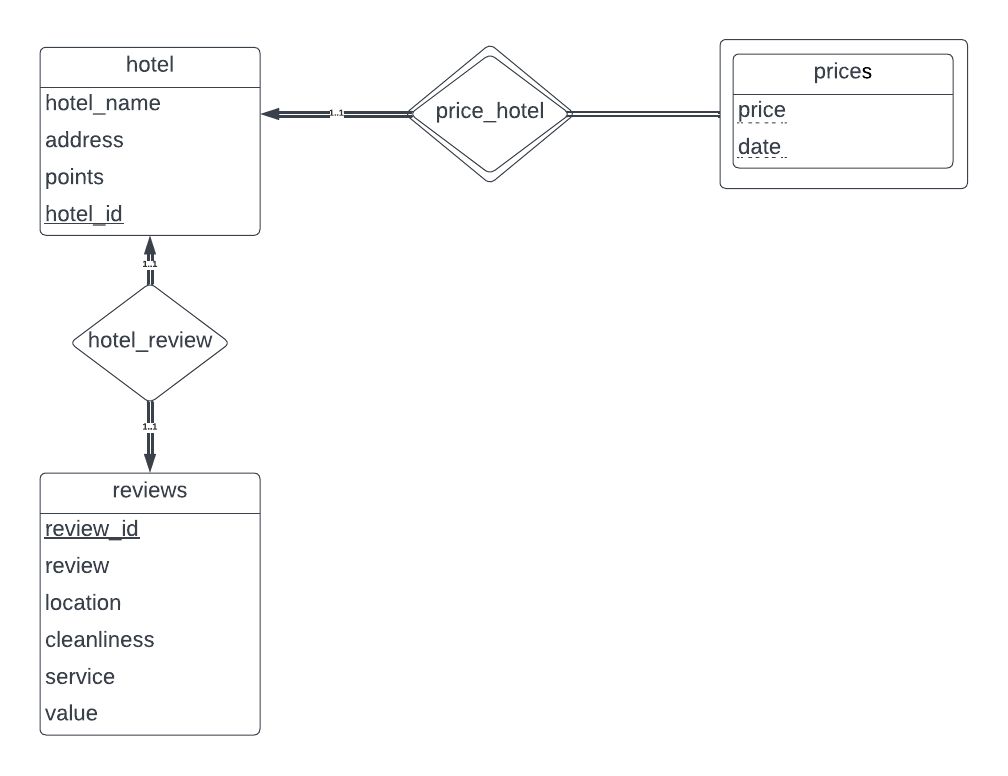 hotel
hotel_name
address
points
hotel_id
1..1
price_hotel
prices
price
date
1..1
hotel_review
1..1
reviews
review_id
review
location
cleanliness
service
value